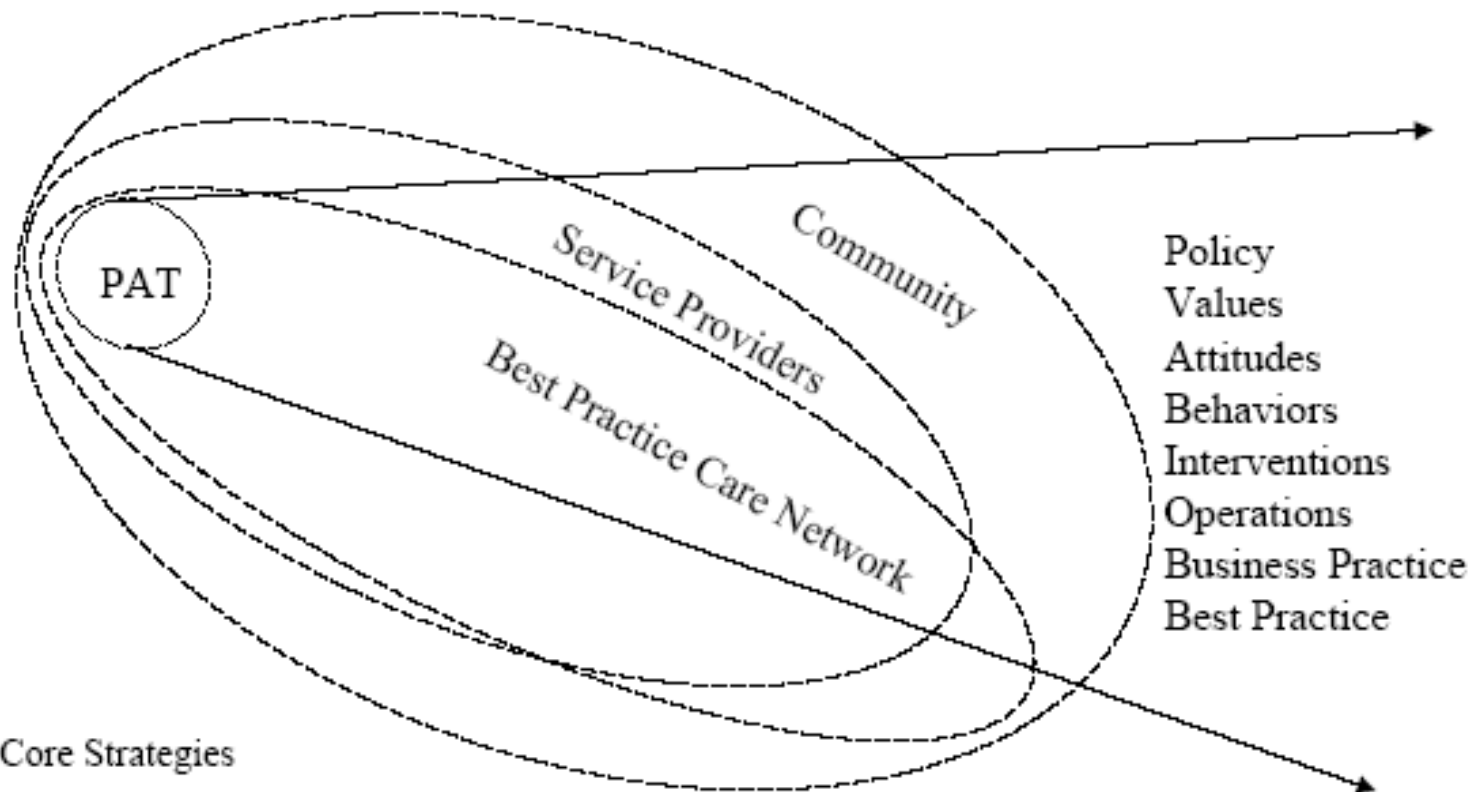 PAT
Community
Service Providers
Best Practice Care Network
Policy
Values
Attitudes
Behaviors
Interventions
Operations
Business Practice
Best Practice
Core Strategies